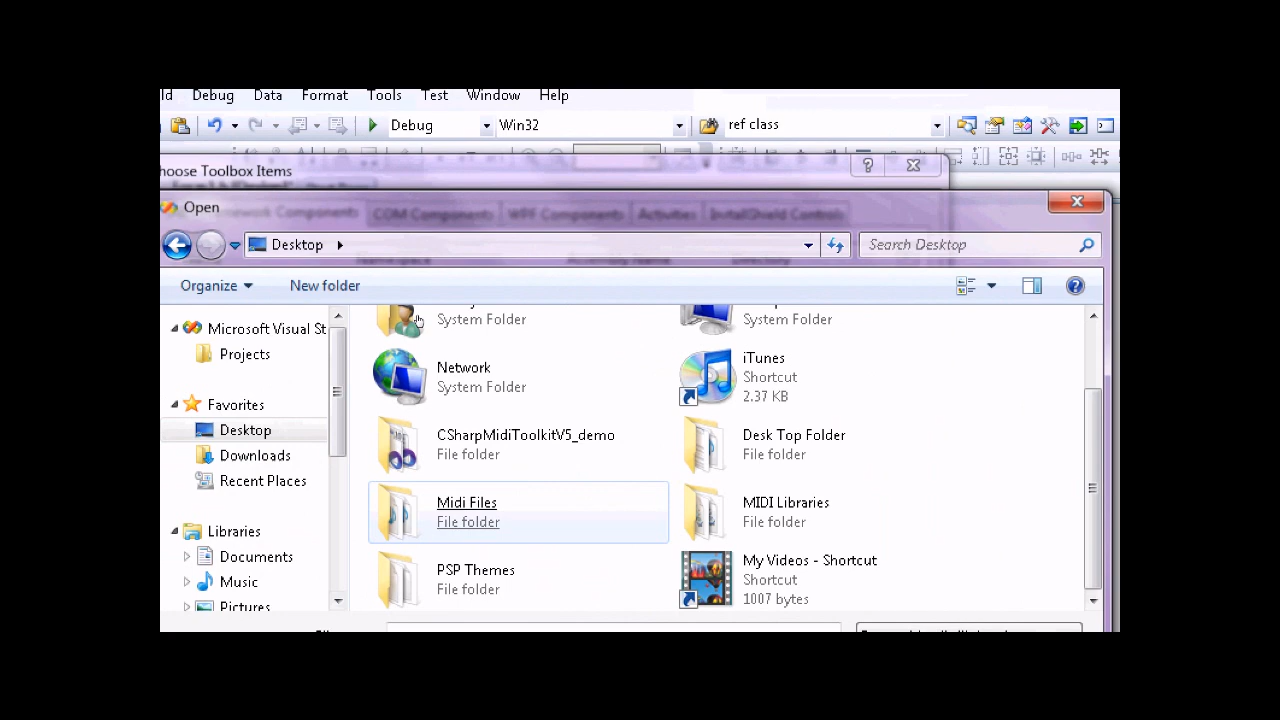 ld Debug Data Format Tools Test Window Help
Debug Win32 ref class
hoose Toolbox Items
Open
COM Components WPF Components Activities InstallShield Controls
Desktop Search Desktop
Organize New folder
Microsoft Visual St
Projects
Favorites
Desktop
Downloads
Recent Places
Libraries
Documents
Music
Pictures
System Folder
System Folder
Network
System Folder
iTunes
Shortcut
2.37 KB
CSharpMidiToolkitV5_demo
File folder
Desk Top Folder
File folder
Midi Files
File folder
MIDI Libraries
File folder
PSP Themes
File folder
My Videos - Shortcut
Shortcut
1007 bytes